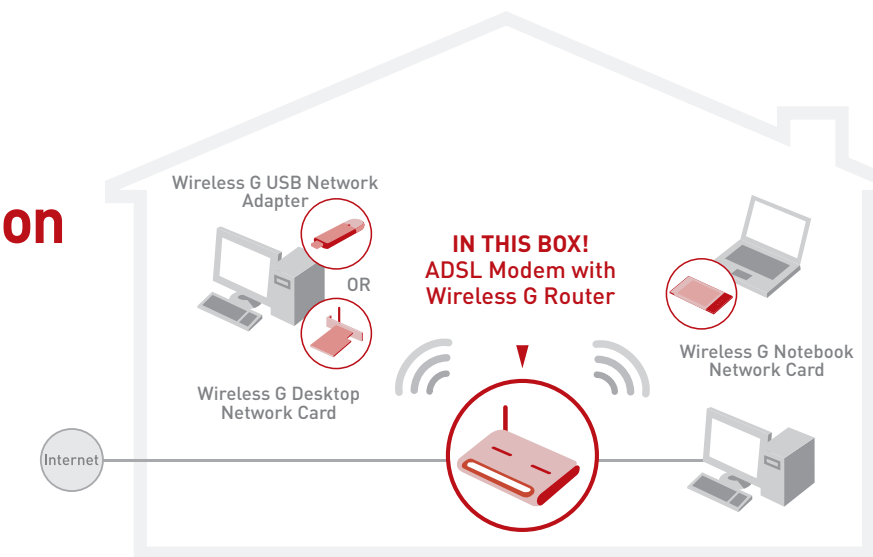 on
Wireless G USB Network
Adapter
OR
Wireless G Desktop
Network Card
IN THIS BOX!
ADSL Modem with
Wireless G Router
Wireless G Notebook
Network Card
Internet